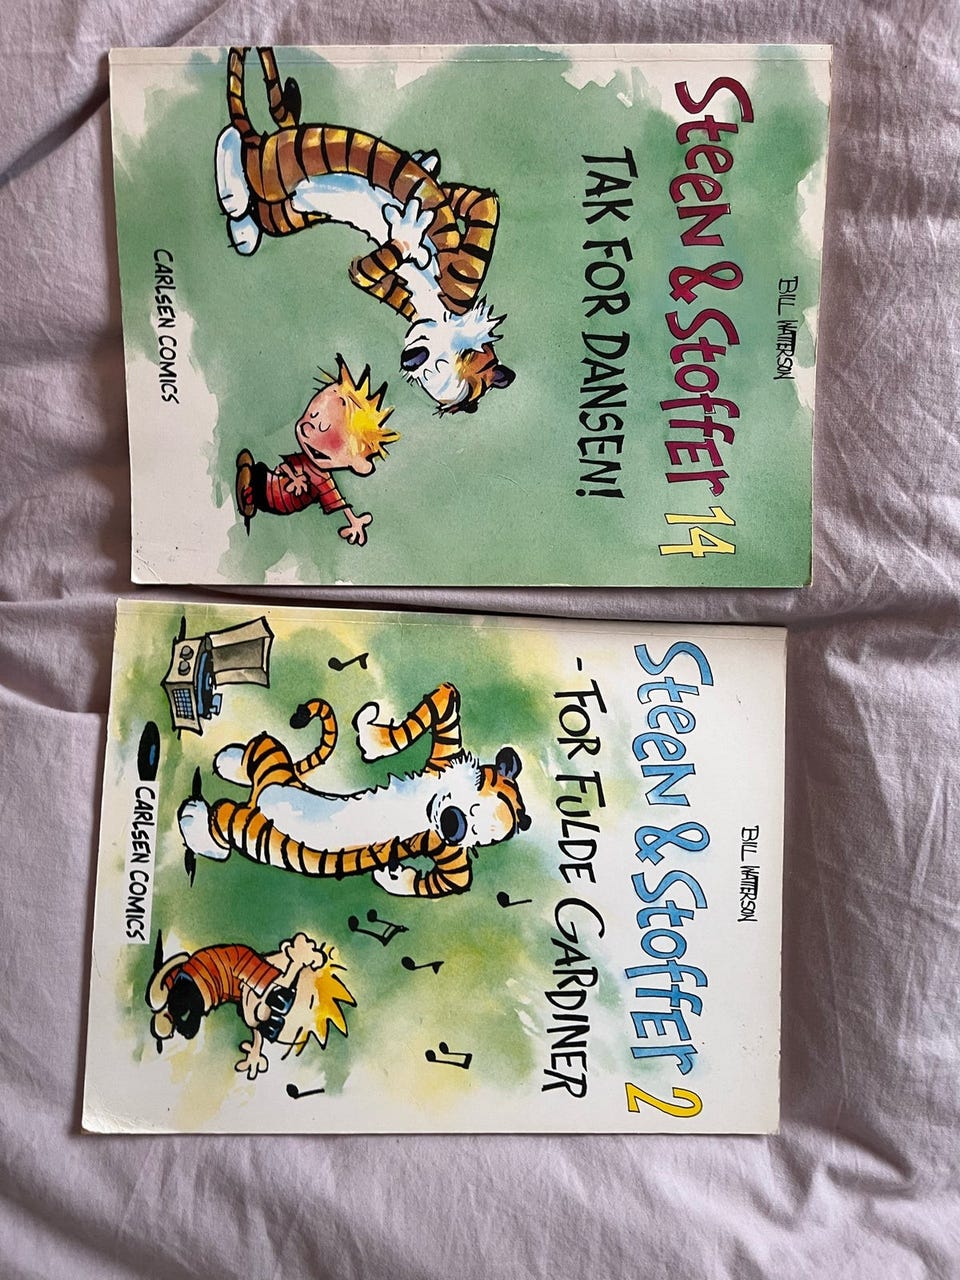 BILL WATTERSON
Steen & Stoffer 14
TAK FOR DANSEN!
CARLSEN COMICS
BILL WATTERSON
Steen & Stoffer 2
- FOR FULDE GARDINER
CARLSEN COMICS